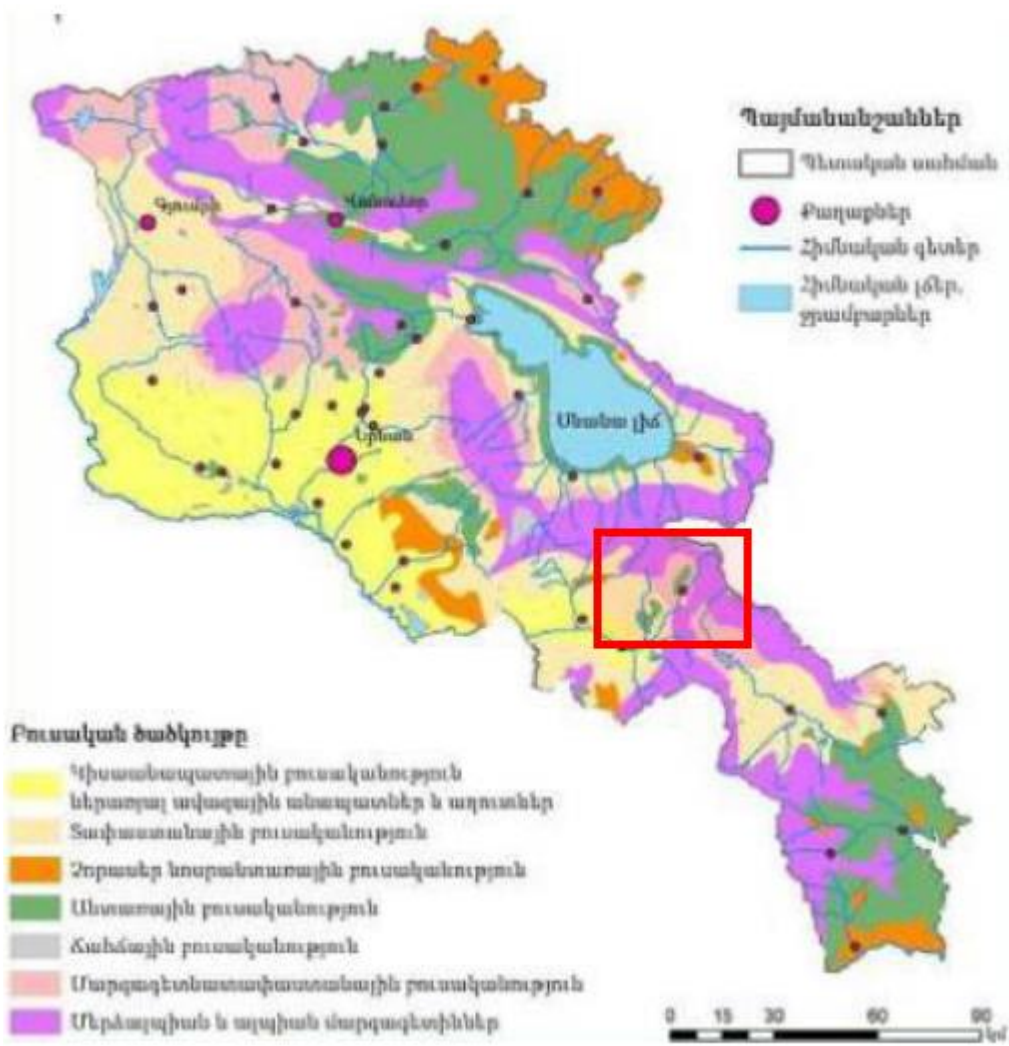 Պայմանանշաններ
Պետական սահման
Քաղաքներ
Հիմնական գետեր
Հիմնական լճեր,
ջրամբարներ
Գյումրի
Վանաձոր
Սևանա լիճ
Երևան
Բուսական ծածկույթը
Կիսաանապատային բուսականություն
ներառյալ ավազային անապատներ և աղուտներ
Տափաստանային բուսականություն
Չորասեր նոսրանտառային բուսականություն
Անտառային բուսականություն
Ճահճային բուսականություն
Մարգագետնատափաստանային բուսականություն
Մերձալպյան և ալպյան մարգագետիններ
0 15 30 60 90
կմ